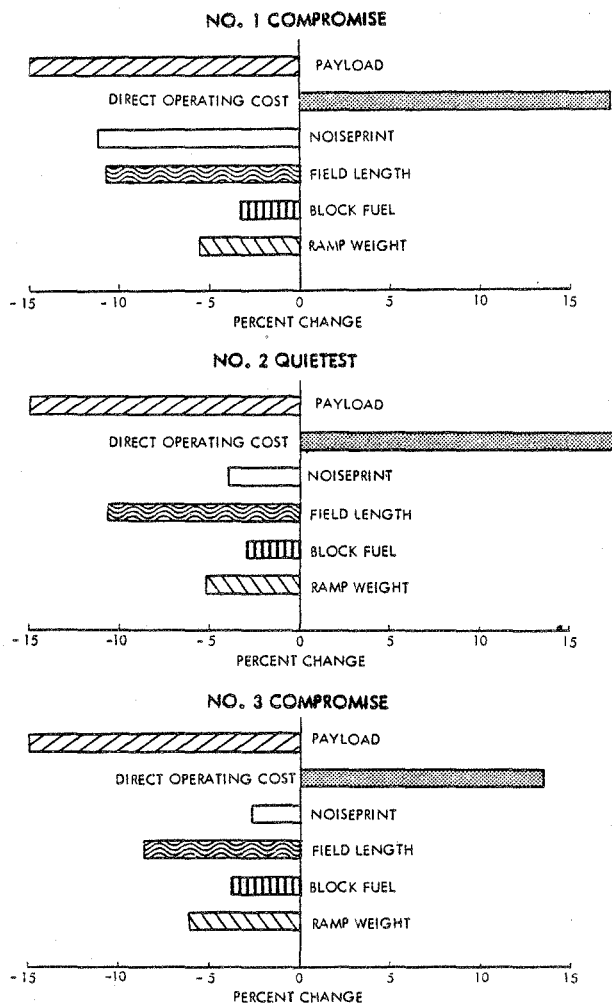 NO. 1 COMPROMISE
PAYLOAD
DIRECT OPERATING COST
NOISEPRINT
FIELD LENGTH
BLOCK FUEL
RAMP WEIGHT
-15 -10 -5 0 5 10 15
PERCENT CHANGE
NO. 2 QUIETEST
PAYLOAD
DIRECT OPERATING COST
NOISEPRINT
FIELD LENGTH
BLOCK FUEL
RAMP WEIGHT
-15 -10 -5 0 5 10 15
PERCENT CHANGE
NO. 3 COMPROMISE
PAYLOAD
DIRECT OPERATING COST
NOISEPRINT
FIELD LENGTH
BLOCK FUEL
RAMP WEIGHT
-15 -10 -5 0 5 10 15
PERCENT CHANGE